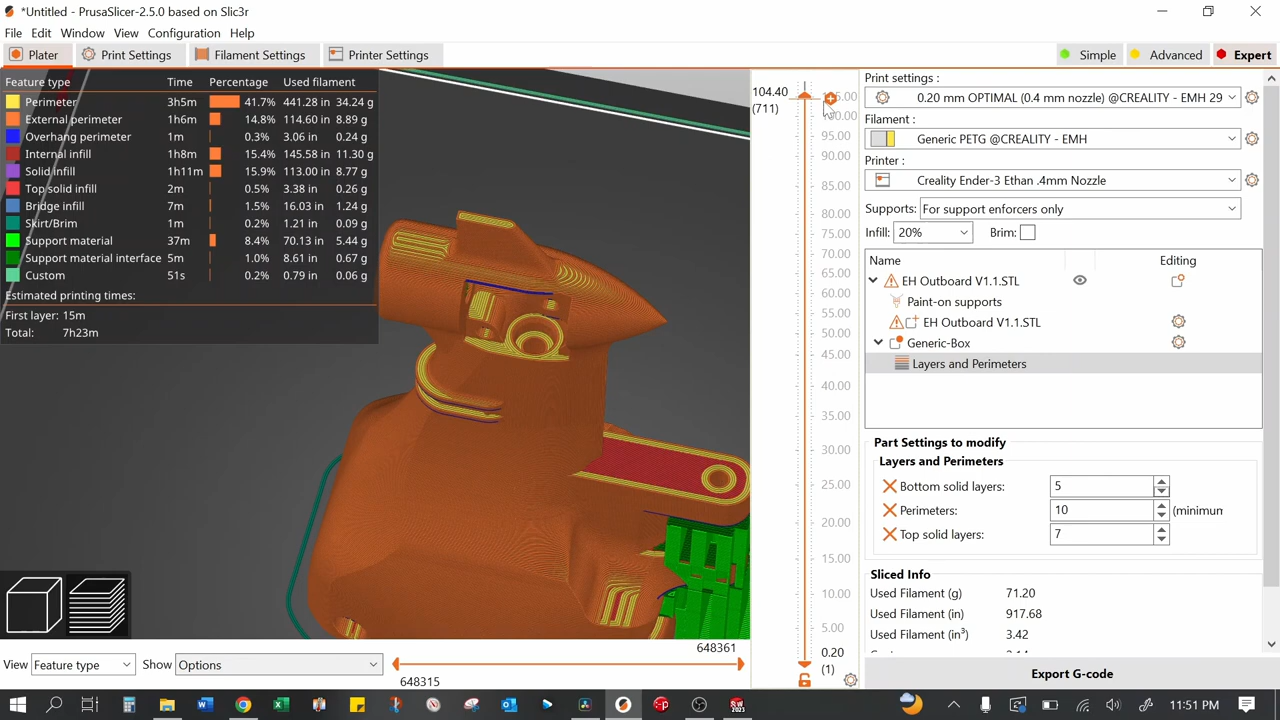 *Untitled - PrusaSlicer-2.5.0 based on Slic3r
File Edit Window View Configuration Help
Plater Print Settings Filament Settings Printer Settings Simple Advanced Expert
Feature type Time Percentage Used filament
Perimeter 3h5m 41.7% 441.28 in 34.24 g
External perimeter 1h6m 14.8% 114.60 in 8.89 g
Overhang perimeter 1m 0.3% 3.06 in 0.24 g
Internal infill 1h8m 15.4% 145.58 in 11.30 g
Solid infill 1h11m 15.9% 113.00 in 8.77 g
Top solid infill 2m 0.5% 3.38 in 0.26 g
Bridge infill 7m 1.5% 16.03 in 1.24 g
Skirt/Brim 1m 0.2% 1.21 in 0.09 g
Support material 37m 8.4% 70.13 in 5.44 g
Support material interface 5m 1.0% 8.61 in 0.67 g
Custom 51s 0.2% 0.79 in 0.06 g
Estimated printing times:
First layer: 15m
Total: 7h23m
104.40
(711)
100.00
95.00
90.00
85.00
80.00
75.00
70.00
65.00
60.00
55.00
50.00
45.00
40.00
35.00
30.00
25.00
20.00
15.00
10.00
5.00
0.20
(1)
Print settings :
0.20 mm OPTIMAL (0.4 mm nozzle) @CREALITY - EMH 29
Filament :
Generic PETG @CREALITY - EMH
Printer :
Creality Ender-3 Ethan .4mm Nozzle
Supports: For support enforcers only
Infill: 20% Brim:
Name Editing
EH Outboard V1.1.STL
Paint-on supports
EH Outboard V1.1.STL
Generic-Box
Layers and Perimeters
Part Settings to modify
Layers and Perimeters
Bottom solid layers: 5
Perimeters: 10 (minimun
Top solid layers: 7
Sliced Info
Used Filament (g) 71.20
Used Filament (in) 917.68
Used Filament (in³) 3.42
Export G-code
View Feature type Show Options
648361
648315
11:51 PM